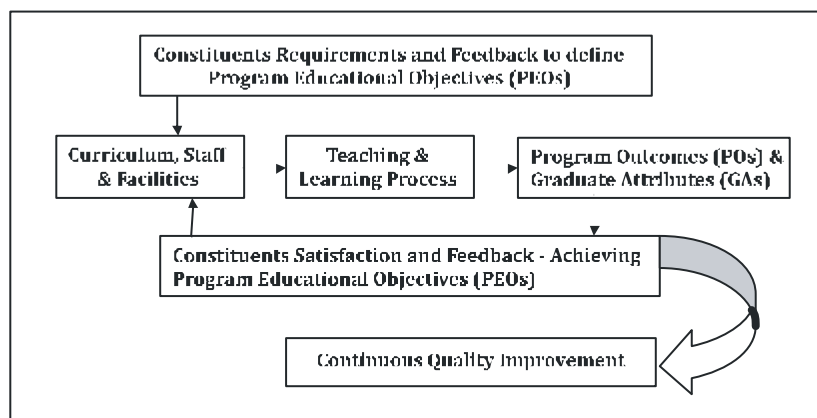 Constituents Requirements and Feedback to define
Program Educational Objectives (PEOs)
Curriculum, Staff
& Facilities
Teaching &
Learning Process
Program Outcomes (POs) &
Graduate Attributes (GAs)
Constituents Satisfaction and Feedback - Achieving
Program Educational Objectives (PEOs)
Continuous Quality Improvement